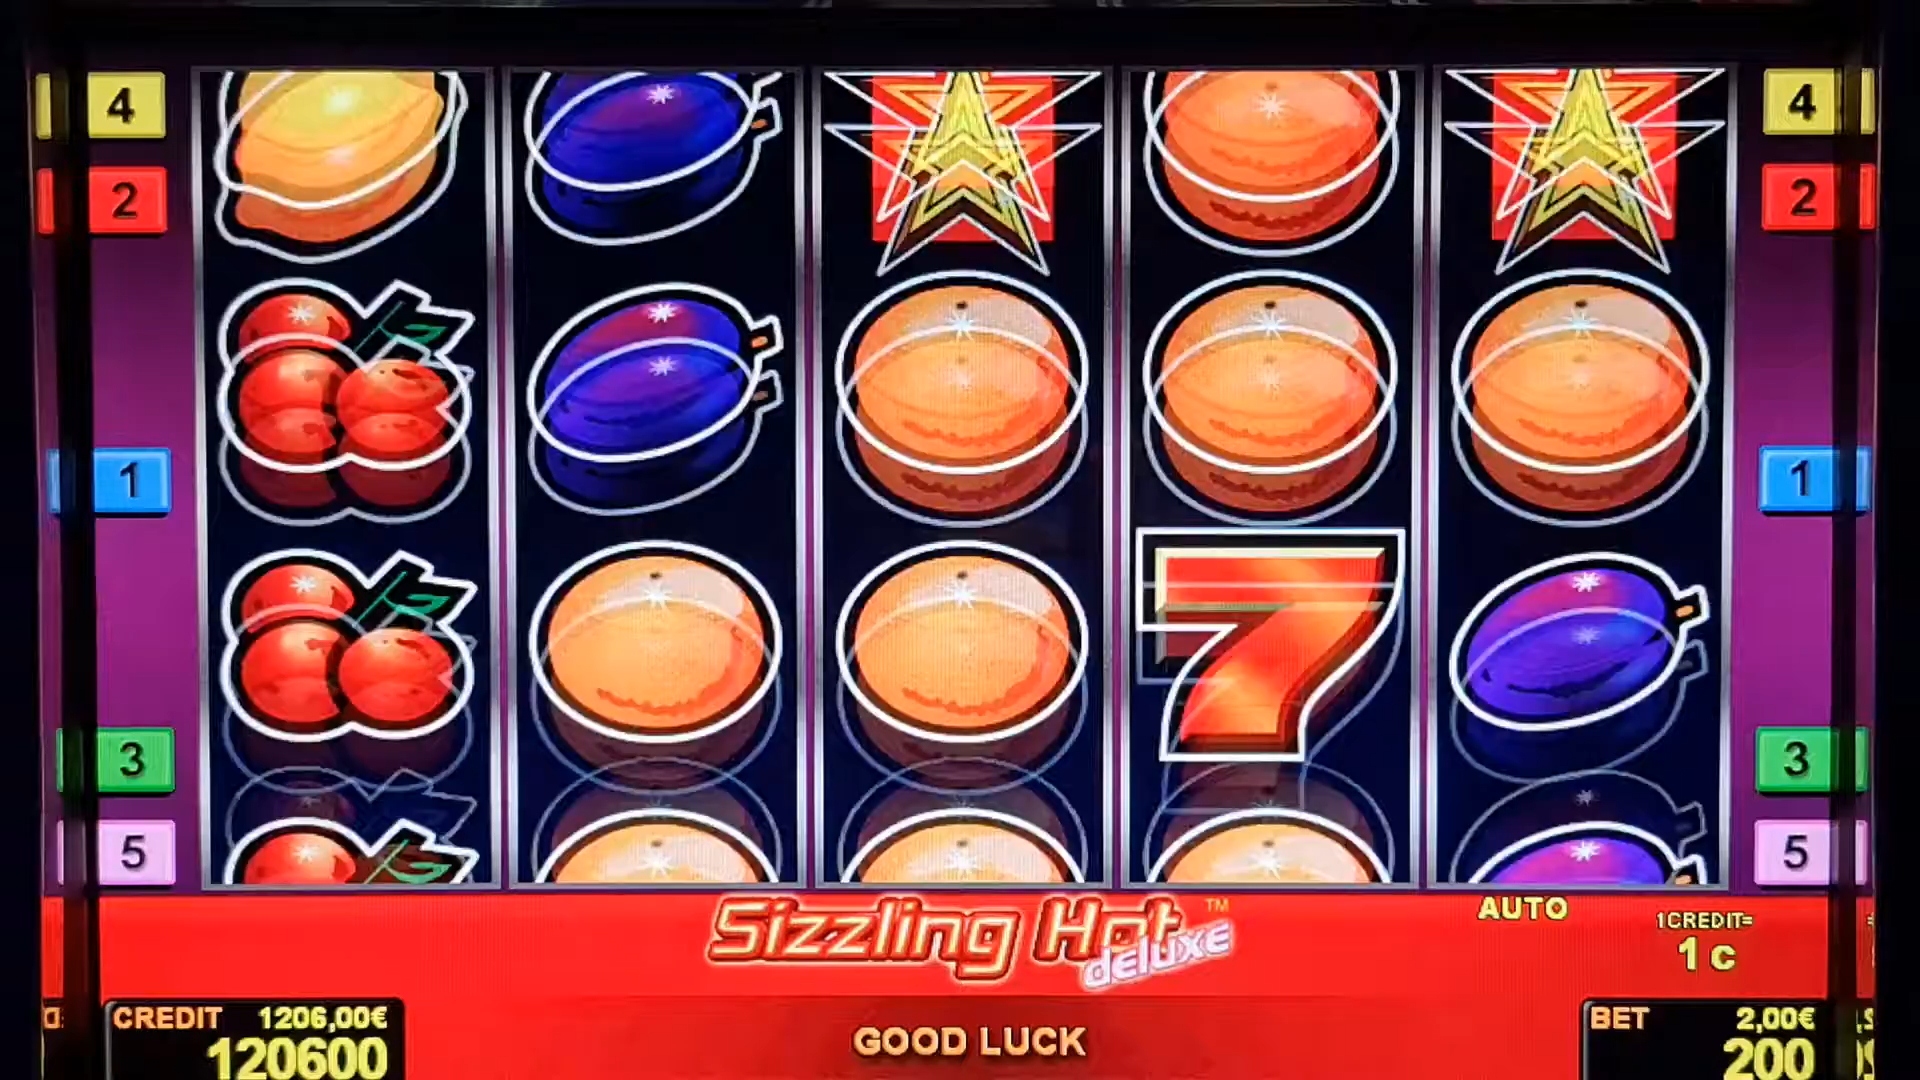 4
4
2
2
1
1
3
3
5
5
Sizzling Hot™
deluxe
AUTO
1CREDIT=
1 c
CREDIT 1206,00€
120600
GOOD LUCK
BET 2,00€
200